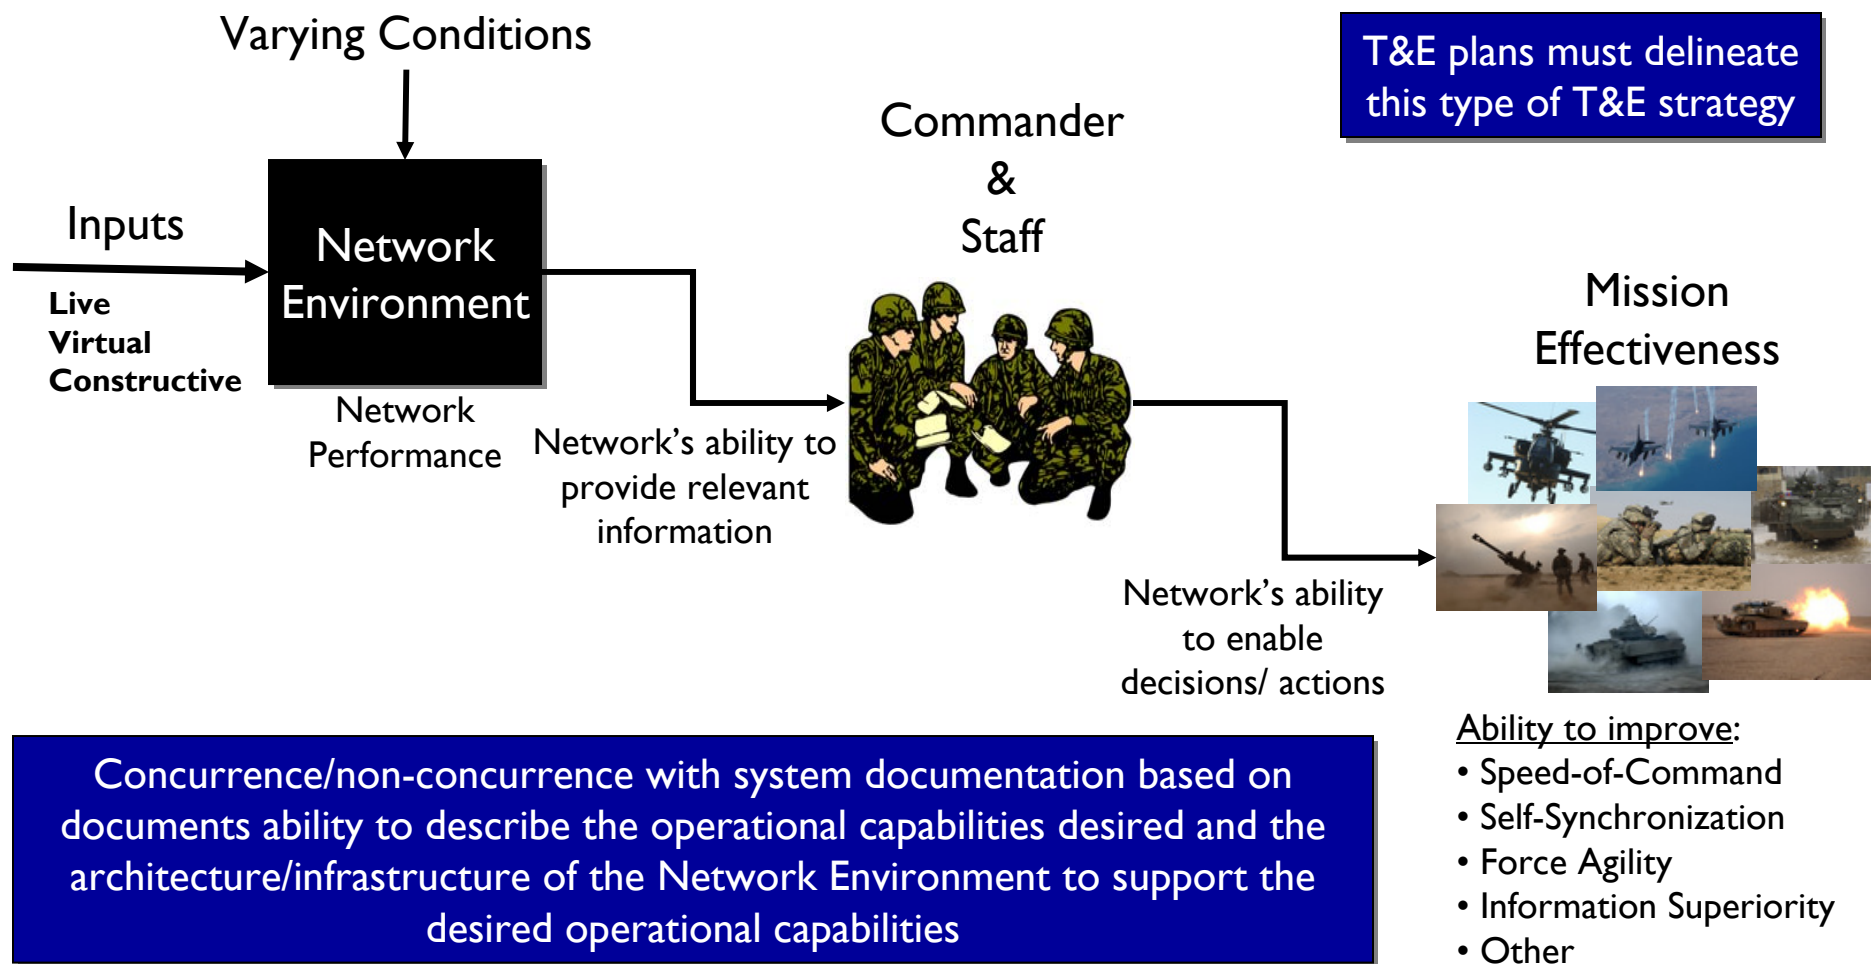 Varying Conditions
T&E plans must delineate
this type of T&E strategy
Commander
&
Staff
Inputs
Live
Virtual
Constructive
Network
Environment
Network
Performance
Network’s ability to
provide relevant
information
Mission
Effectiveness
Network’s ability
to enable
decisions/ actions
Ability to improve:
• Speed-of-Command
• Self-Synchronization
• Force Agility
• Information Superiority
• Other
Concurrence/non-concurrence with system documentation based on
documents ability to describe the operational capabilities desired and the
architecture/infrastructure of the Network Environment to support the
desired operational capabilities